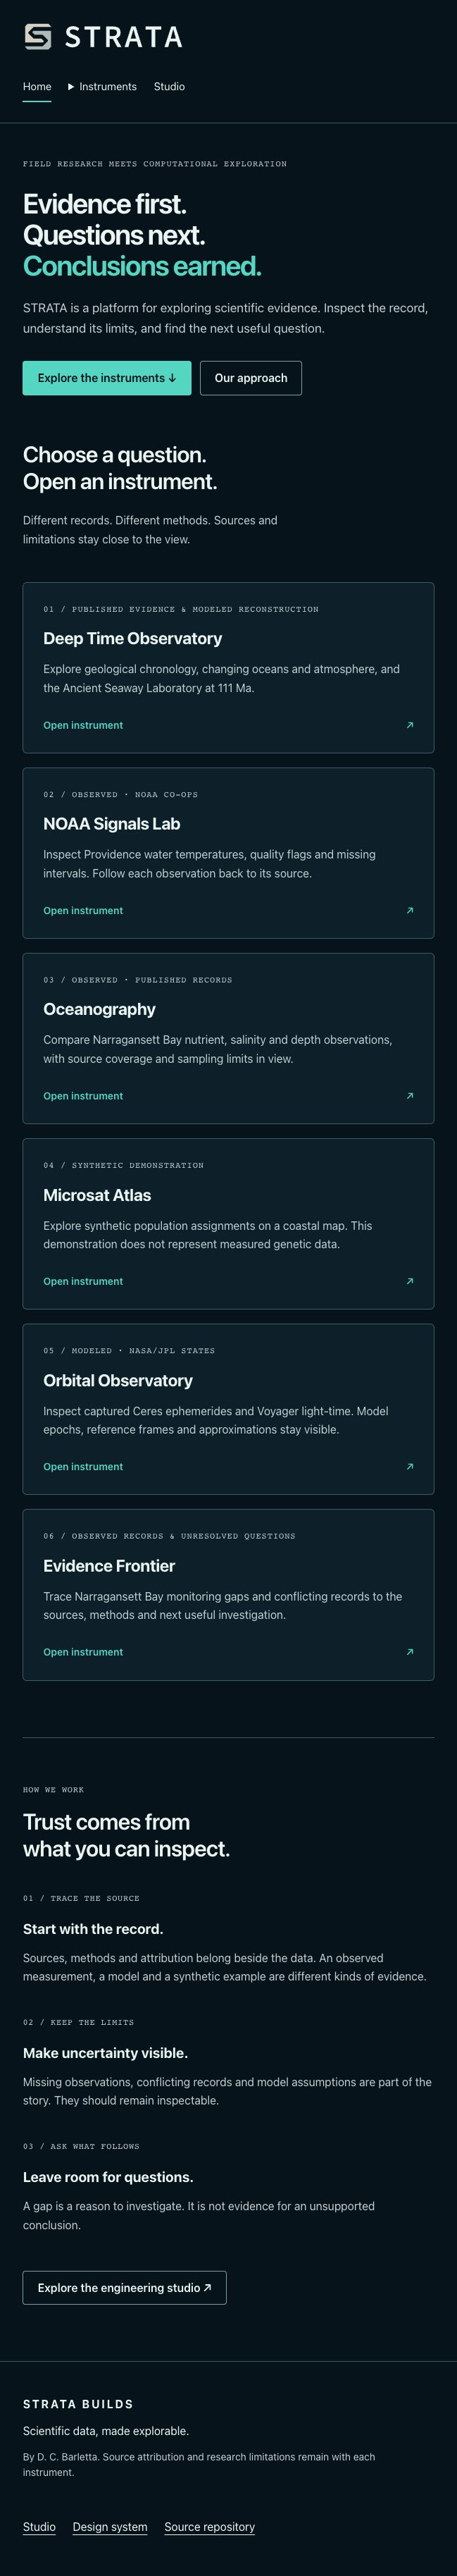 STRATA
Home ▶ Instruments Studio
FIELD RESEARCH MEETS COMPUTATIONAL EXPLORATION
Evidence first.
Questions next.
Conclusions earned.
STRATA is a platform for exploring scientific evidence. Inspect the record,
understand its limits, and find the next useful question.
Explore the instruments ↓ Our approach
Choose a question.
Open an instrument.
Different records. Different methods. Sources and
limitations stay close to the view.
01 / PUBLISHED EVIDENCE & MODELED RECONSTRUCTION
Deep Time Observatory
Explore geological chronology, changing oceans and atmosphere, and
the Ancient Seaway Laboratory at 111 Ma.
Open instrument ↗
02 / OBSERVED · NOAA CO-OPS
NOAA Signals Lab
Inspect Providence water temperatures, quality flags and missing
intervals. Follow each observation back to its source.
Open instrument ↗
03 / OBSERVED · PUBLISHED RECORDS
Oceanography
Compare Narragansett Bay nutrient, salinity and depth observations,
with source coverage and sampling limits in view.
Open instrument ↗
04 / SYNTHETIC DEMONSTRATION
Microsat Atlas
Explore synthetic population assignments on a coastal map. This
demonstration does not represent measured genetic data.
Open instrument ↗
05 / MODELED · NASA/JPL STATES
Orbital Observatory
Inspect captured Ceres ephemerides and Voyager light-time. Model
epochs, reference frames and approximations stay visible.
Open instrument ↗
06 / OBSERVED RECORDS & UNRESOLVED QUESTIONS
Evidence Frontier
Trace Narragansett Bay monitoring gaps and conflicting records to the
sources, methods and next useful investigation.
Open instrument ↗
HOW WE WORK
Trust comes from
what you can inspect.
01 / TRACE THE SOURCE
Start with the record.
Sources, methods and attribution belong beside the data. An observed
measurement, a model and a synthetic example are different kinds of evidence.
02 / KEEP THE LIMITS
Make uncertainty visible.
Missing observations, conflicting records and model assumptions are part of the
story. They should remain inspectable.
03 / ASK WHAT FOLLOWS
Leave room for questions.
A gap is a reason to investigate. It is not evidence for an unsupported
conclusion.
Explore the engineering studio ↗
STRATA BUILDS
Scientific data, made explorable.
By D. C. Barletta. Source attribution and research limitations remain with each
instrument.
Studio Design system Source repository